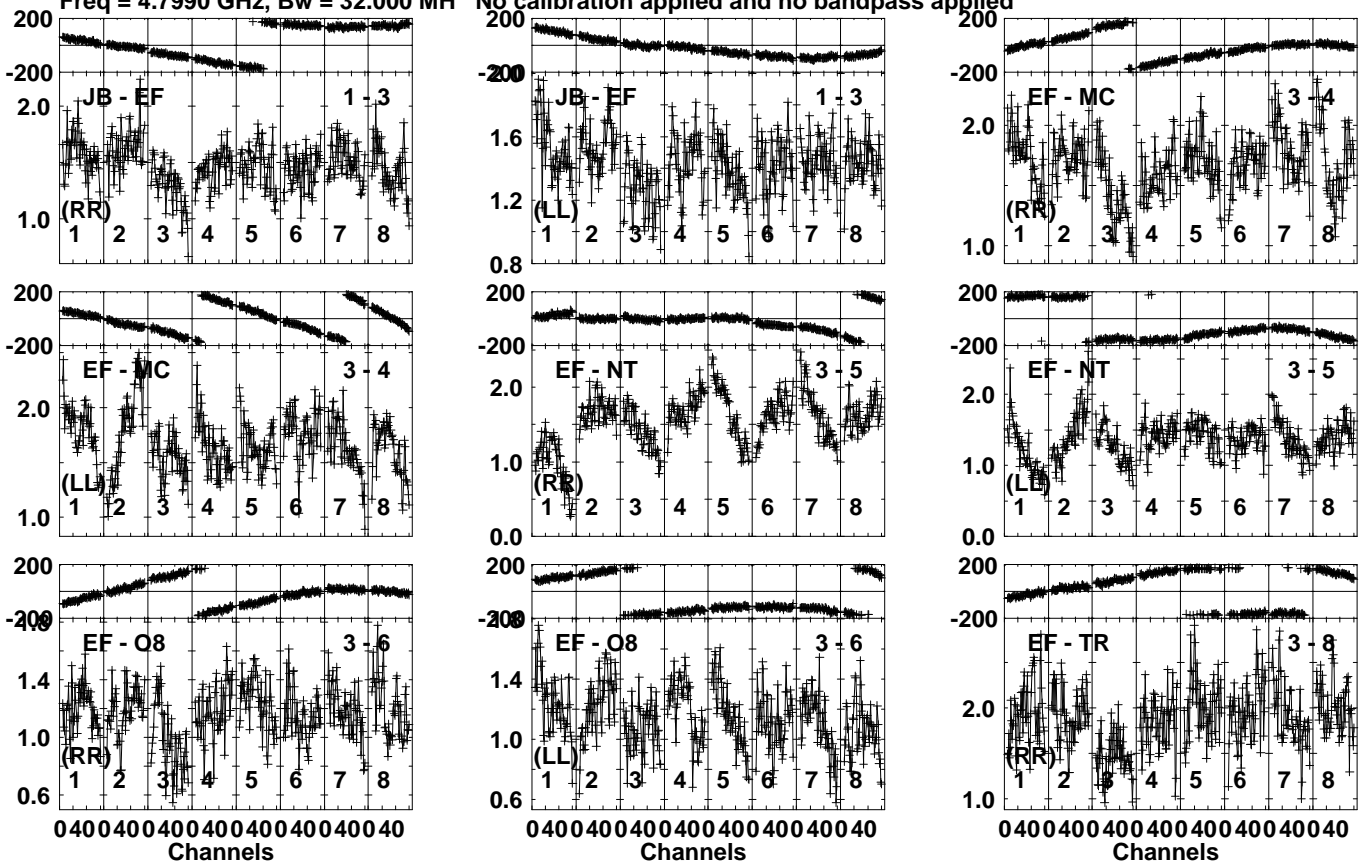 Freq = 4.7990 GHz, Bw = 32.000 MH No calibration applied and no bandpass applied
200 200 200
-200 -200 -200
JB - EF 1 - 3 JB - EF 1 - 3 EF - MC 3 - 4
2.0 2.0 2.0
1.6
1.4
1.2
1.0 1.0
0.8
(RR) (LL) (RR)
1 2 3 4 5 6 7 8 1 2 3 4 5 6 7 8 1 2 3 4 5 6 7 8
200 200 200
-200 -200 -200
EF - MC 3 - 4 EF - NT 3 - 5 EF - NT 3 - 5
2.0 2.0 2.0
1.0 1.0 1.0
(LL) (RR) (LL)
1 2 3 4 5 6 7 8 1 2 3 4 5 6 7 8 1 2 3 4 5 6 7 8
0.0 0.0
200 200 200
-200 -200 -200
1.8 1.8
EF - O8 3 - 6 EF - O8 3 - 6 EF - TR 3 - 8
1.4 1.4 2.0
1.0 1.0
(RR) (LL) (RR)
1 2 3 4 5 6 7 8 1 2 3 4 5 6 7 8 1 2 3 4 5 6 7 8
0.6 0.6 1.0
0 40 0 40 0 40 0 40 0 40 0 40 0 40 0 40 0 40 0 40 0 40 0 40 0 40 0 40 0 40 0 40 0 40 0 40 0 40 0 40 0 40 0 40 0 40 0 40
Channels Channels Channels